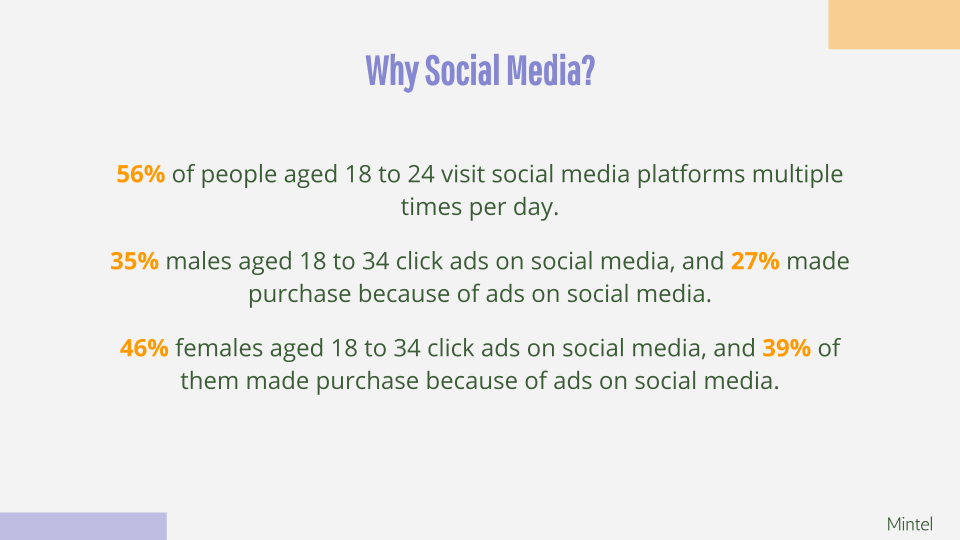 Why Social Media?
56% of people aged 18 to 24 visit social media platforms multiple
times per day.
35% males aged 18 to 34 click ads on social media, and 27% made
purchase because of ads on social media.
46% females aged 18 to 34 click ads on social media, and 39% of
them made purchase because of ads on social media.
Mintel